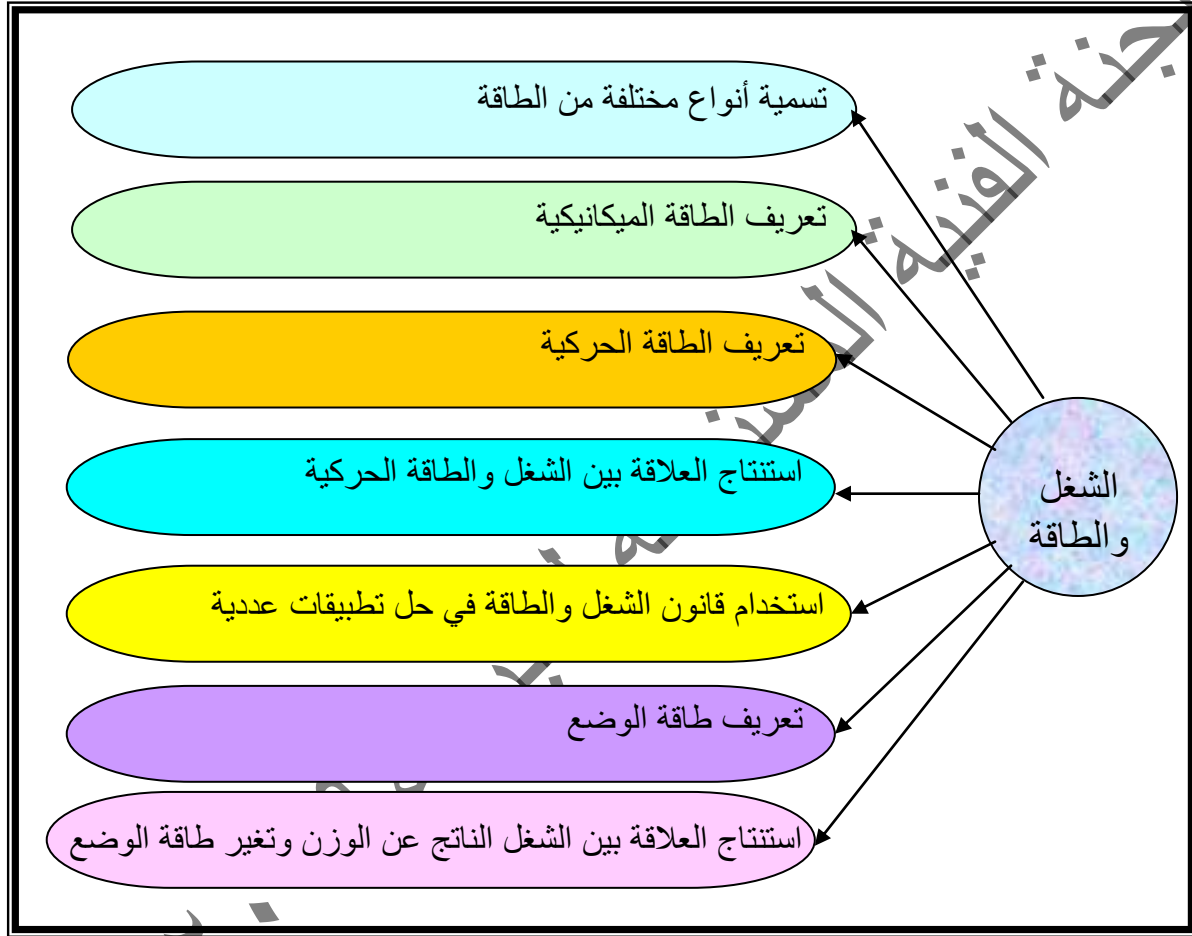 تسمية أنواع مختلفة من الطاقة
تعريف الطاقة الميكانيكية
تعريف الطاقة الحركية
استنتاج العلاقة بين الشغل والطاقة الحركية
استخدام قانون الشغل والطاقة في حل تطبيقات عددية
تعريف طاقة الوضع
استنتاج العلاقة بين الشغل الناتج عن الوزن وتغير طاقة الوضع
الشغل
والطاقة
الفنية